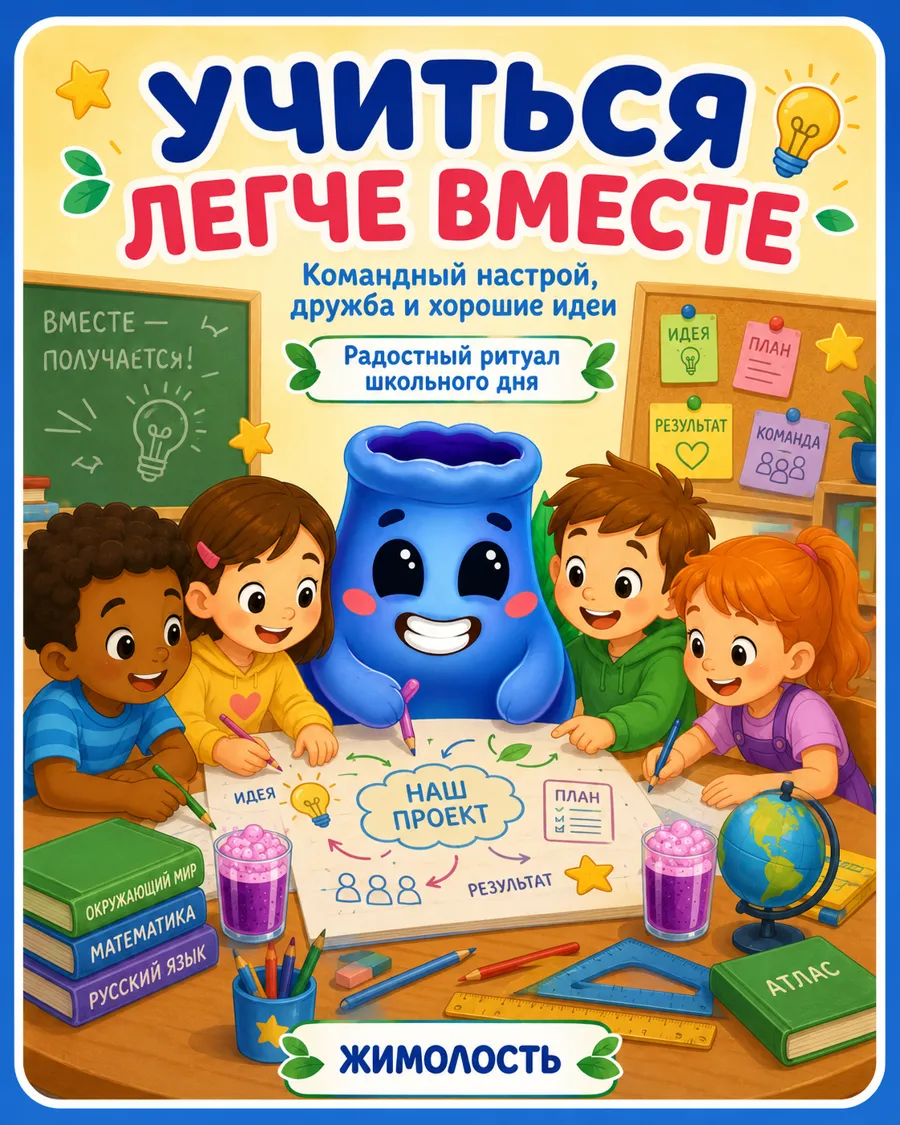 УЧИТЬСЯ
ЛЕГЧЕ ВМЕСТЕ
Командный настрой,
дружба и хорошие идеи
Радостный ритуал
школьного дня
ВМЕСТЕ —
ПОЛУЧАЕТСЯ!
ИДЕЯ
ПЛАН
РЕЗУЛЬТАТ
КОМАНДА
ИДЕЯ
НАШ
ПРОЕКТ
ПЛАН
РЕЗУЛЬТАТ
ОКРУЖАЮЩИЙ МИР
МАТЕМАТИКА
РУССКИЙ ЯЗЫК
АТЛАС
ЖИМОЛОСТЬ